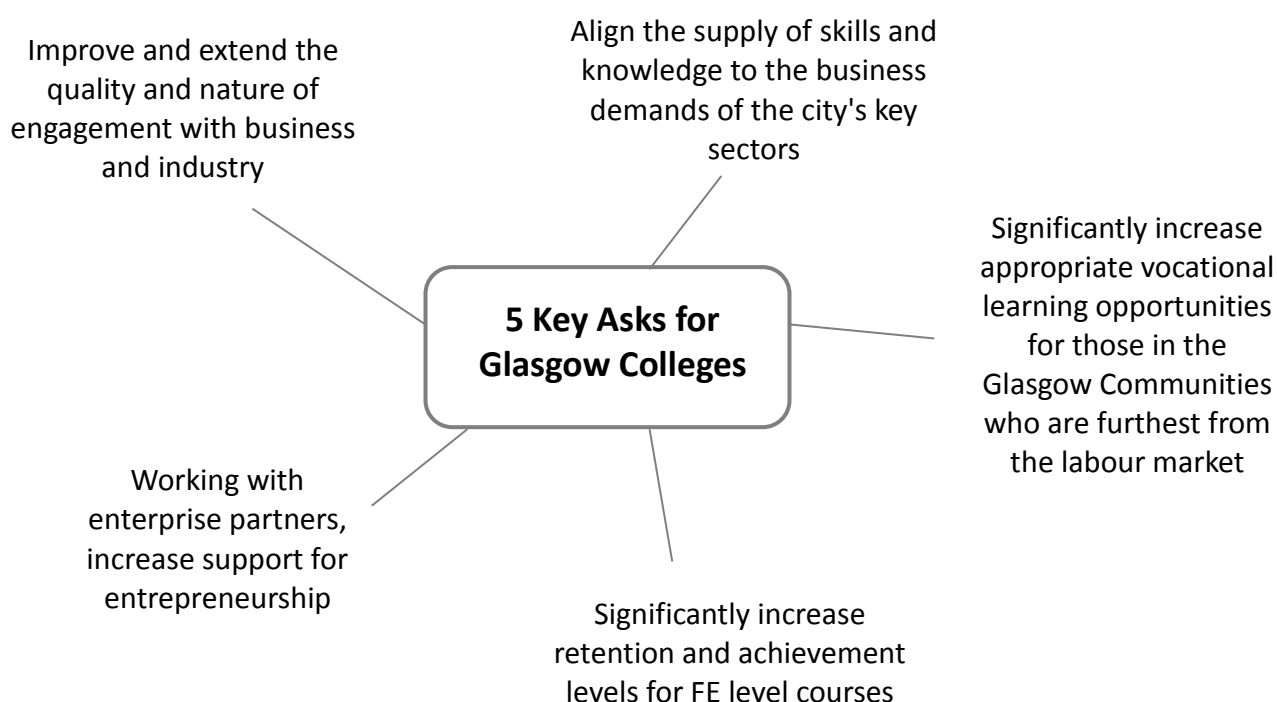 Improve and extend the
quality and nature of
engagement with business
and industry
Align the supply of skills and
knowledge to the business
demands of the city's key
sectors
Significantly increase
appropriate vocational
learning opportunities
for those in the
Glasgow Communities
who are furthest from
the labour market
5 Key Asks for
Glasgow Colleges
Working with
enterprise partners,
increase support for
entrepreneurship
Significantly increase
retention and achievement
levels for FE level courses